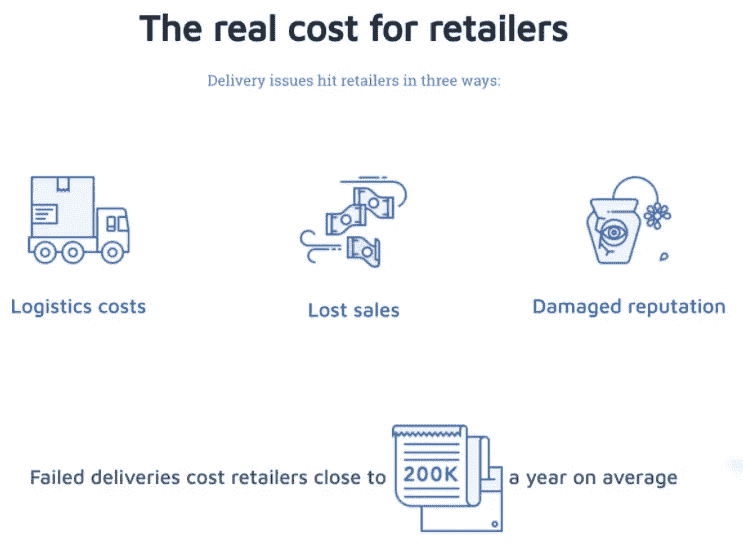 The real cost for retailers
Delivery issues hit retailers in three ways:
Logistics costs
Lost sales
Damaged reputation
Failed deliveries cost retailers close to 200K a year on average